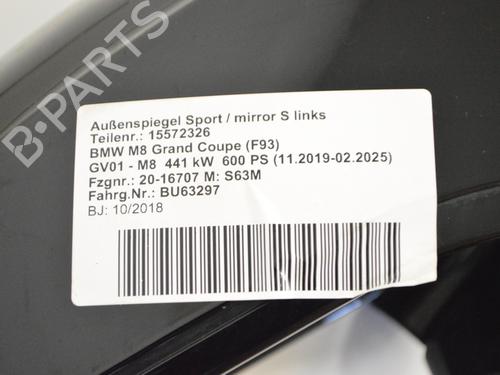 B-PARTS
Außenspiegel Sport / mirror S links
Teilenr.: 15572326
BMW M8 Grand Coupe (F93)
GV01 - M8 441 kW 600 PS (11.2019-02.2025)
Fzgnr.: 20-16707 M: S63M
Fahrg.Nr.: BU63297
BJ: 10/2018